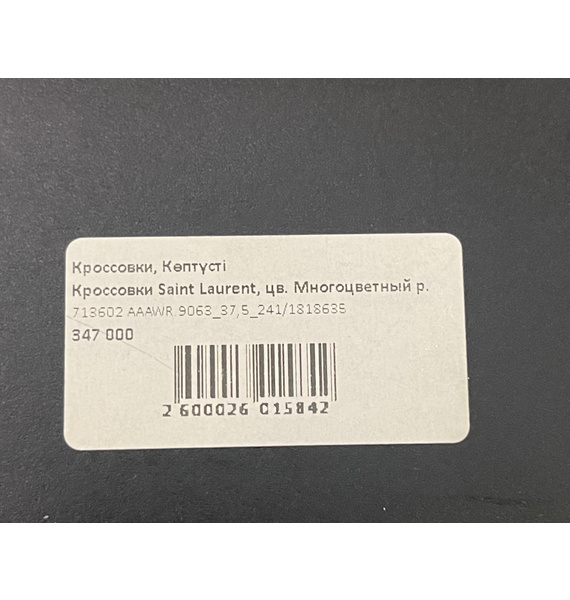 Кроссовки, Көптүсті
Кроссовки Saint Laurent, цв. Многоцветный р.
713602 AAAWR 9063_37,5_241/1818635
347 000
2 600026 015842